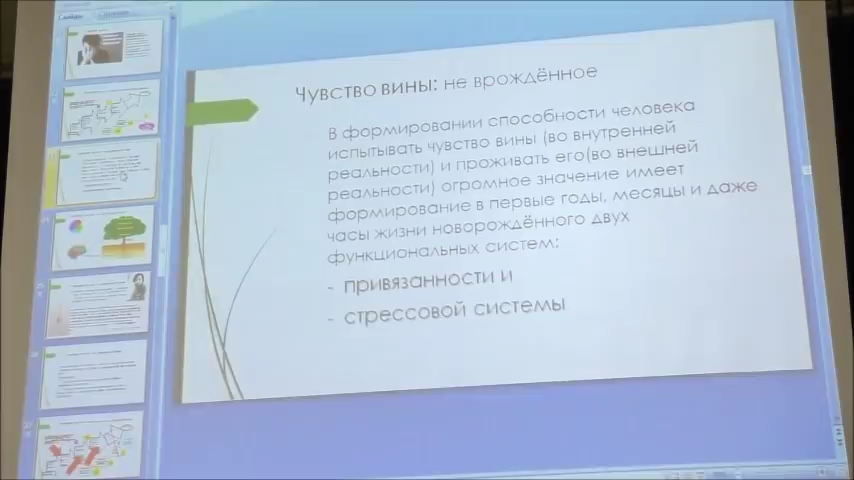 Слайды
Чувство вины: не врождённое
В формировании способности человека
испытывать чувство вины (во внутренней
реальности) и проживать его(во внешней
реальности) огромное значение имеет
формирование в первые годы, месяцы и даже
часы жизни новорождённого двух
функциональных систем:
- привязанности и
- стрессовой системы